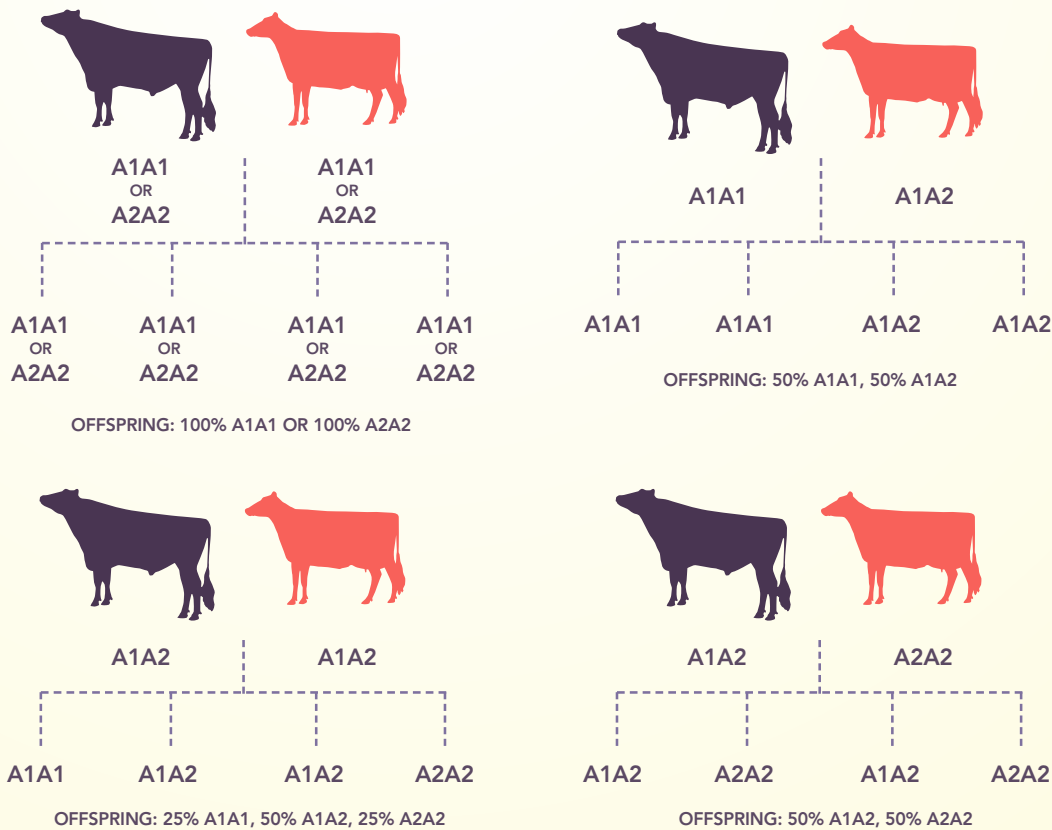 A1A1
OR
A2A2
A1A1
OR
A2A2
A1A1
OR
A2A2
A1A1
OR
A2A2
A1A1
OR
A2A2
A1A1
OR
A2A2
OFFSPRING: 100% A1A1 OR 100% A2A2
A1A1
A1A2
A1A1
A1A1
A1A2
A1A2
OFFSPRING: 50% A1A1, 50% A1A2
A1A2
A1A2
A1A1
A1A2
A1A2
A2A2
OFFSPRING: 25% A1A1, 50% A1A2, 25% A2A2
A1A2
A2A2
A1A2
A2A2
A1A2
A2A2
OFFSPRING: 50% A1A2, 50% A2A2